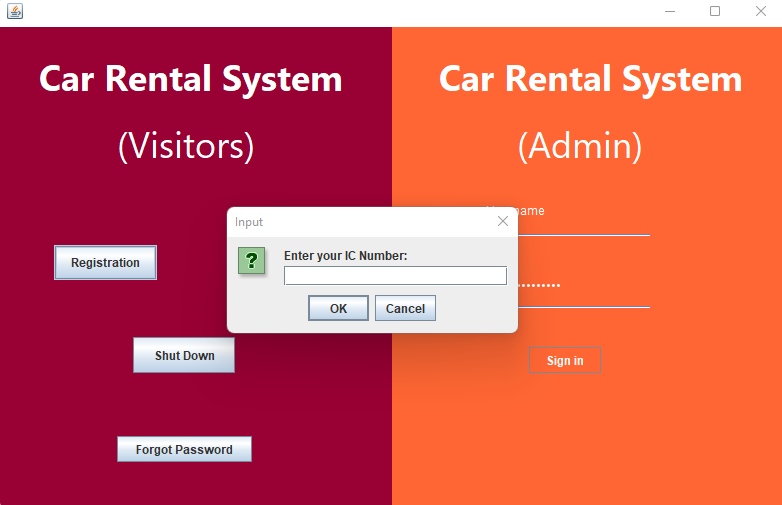 Car Rental System
(Visitors)
Registration
Shut Down
Forgot Password
Car Rental System
(Admin)
Sign in
Input
?
Enter your IC Number:
OK
Cancel